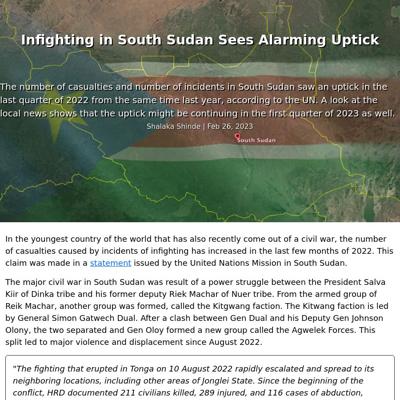 Infighting in South Sudan Sees Alarming Uptick
The number of casualties and number of incidents in South Sudan saw an uptick in the
last quarter of 2022 from the same time last year, according to the UN. A look at the
local news shows that the uptick might be continuing in the first quarter of 2023 as well.
Shalaka Shinde | Feb 26, 2023
South Sudan
In the youngest country of the world that has also recently come out of a civil war, the number
of casualties caused by incidents of infighting has increased in the last few months of 2022. This
claim was made in a statement issued by the United Nations Mission in South Sudan.
The major civil war in South Sudan was result of a power struggle between the President Salva
Kiir of Dinka tribe and his former deputy Riek Machar of Nuer tribe. From the armed group of
Reik Machar, another group was formed, called the Kitgwang faction. The Kitgwang faction is led
by General Simon Gatwech Dual. After a clash between Gen Dual and his Deputy Gen Johnson
Olony, the two separated and Gen Oloy formed a new group called the Agwelek Forces. This
split led to major violence and displacement since August 2022.
"The fighting that erupted in Tonga on 10 August 2022 rapidly escalated and spread to its
neighboring locations, including other areas of Jonglei State. Since the beginning of the
conflict, HRD documented 211 civilians killed, 289 injured, and 116 cases of abduction,